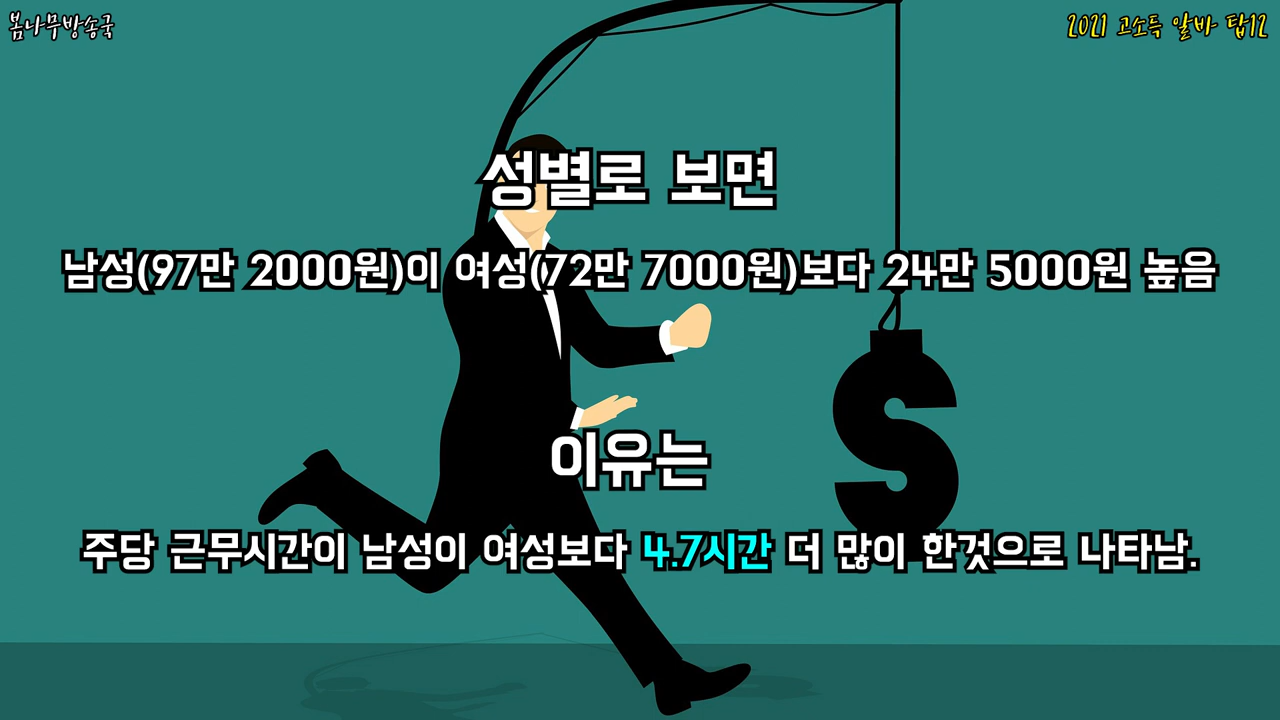 봄나무방송국
2021 고소득 알바 탑12
성별로 보면
남성(97만 2000원)이 여성(72만 7000원)보다 24만 5000원 높음
이유는
주당 근무시간이 남성이 여성보다 4.7시간 더 많이 한것으로 나타남.